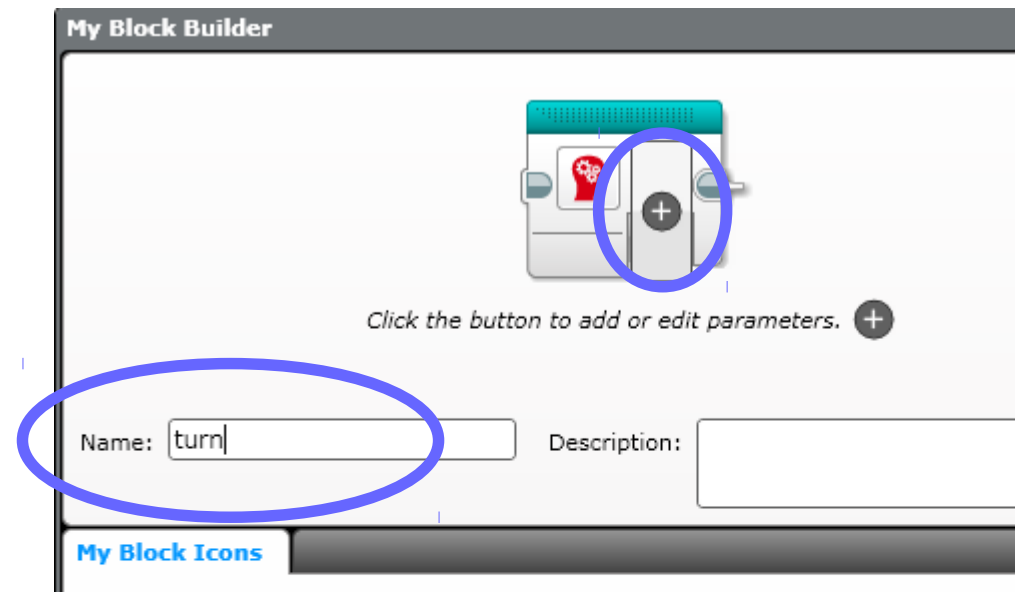 My Block Builder
Click the button to add or edit parameters.
Name: turn
Description:
My Block Icons